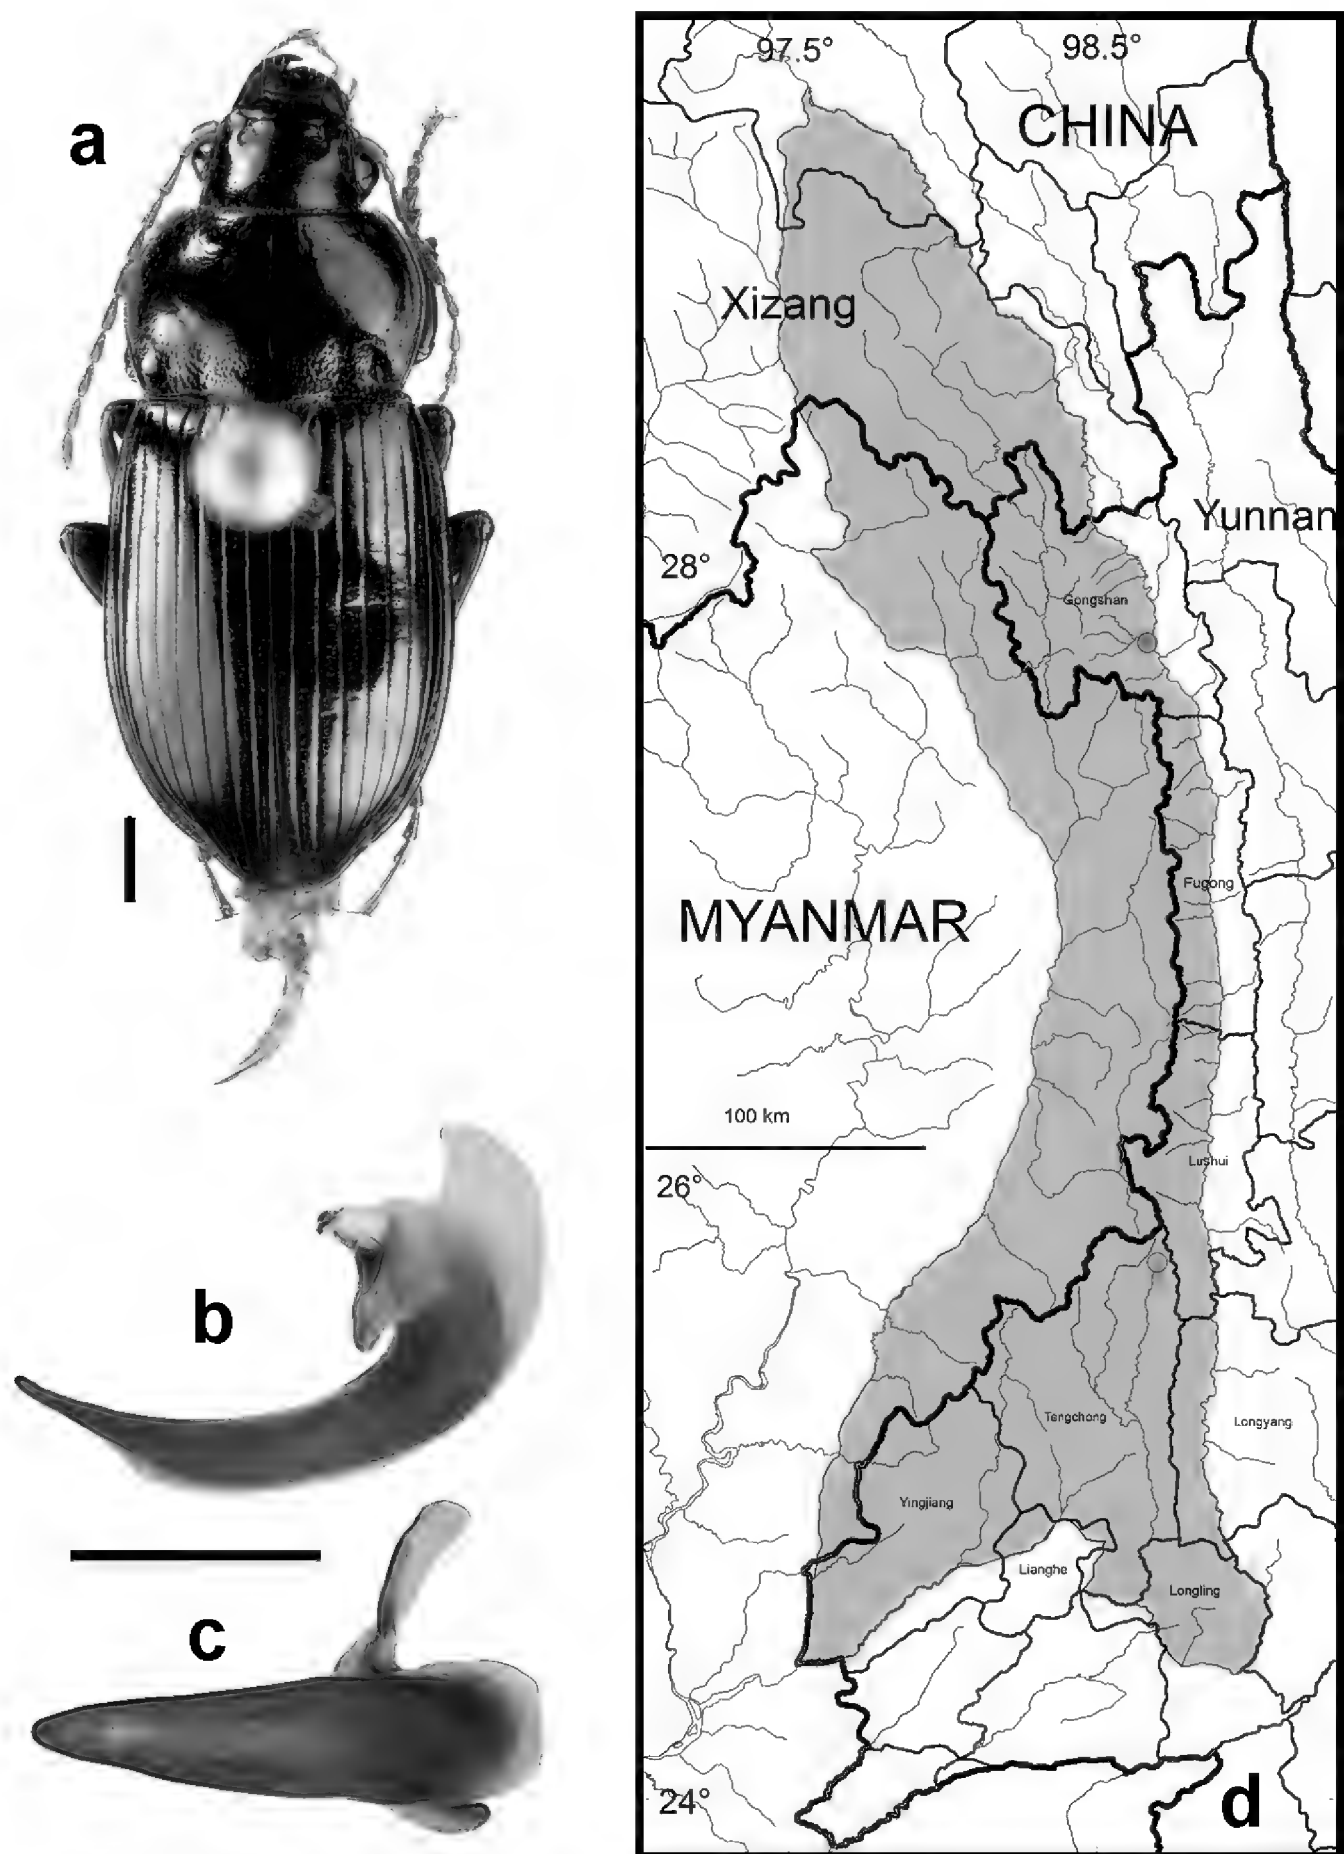 a
b
c
97.5°
98.5°
CHINA
Xizang
Yunnan
28°
Gongshan
Fugong
MYANMAR
100 km
26°
Lushui
Tengchong
Longyang
Yingjiang
Lianghe
Longling
24°
d